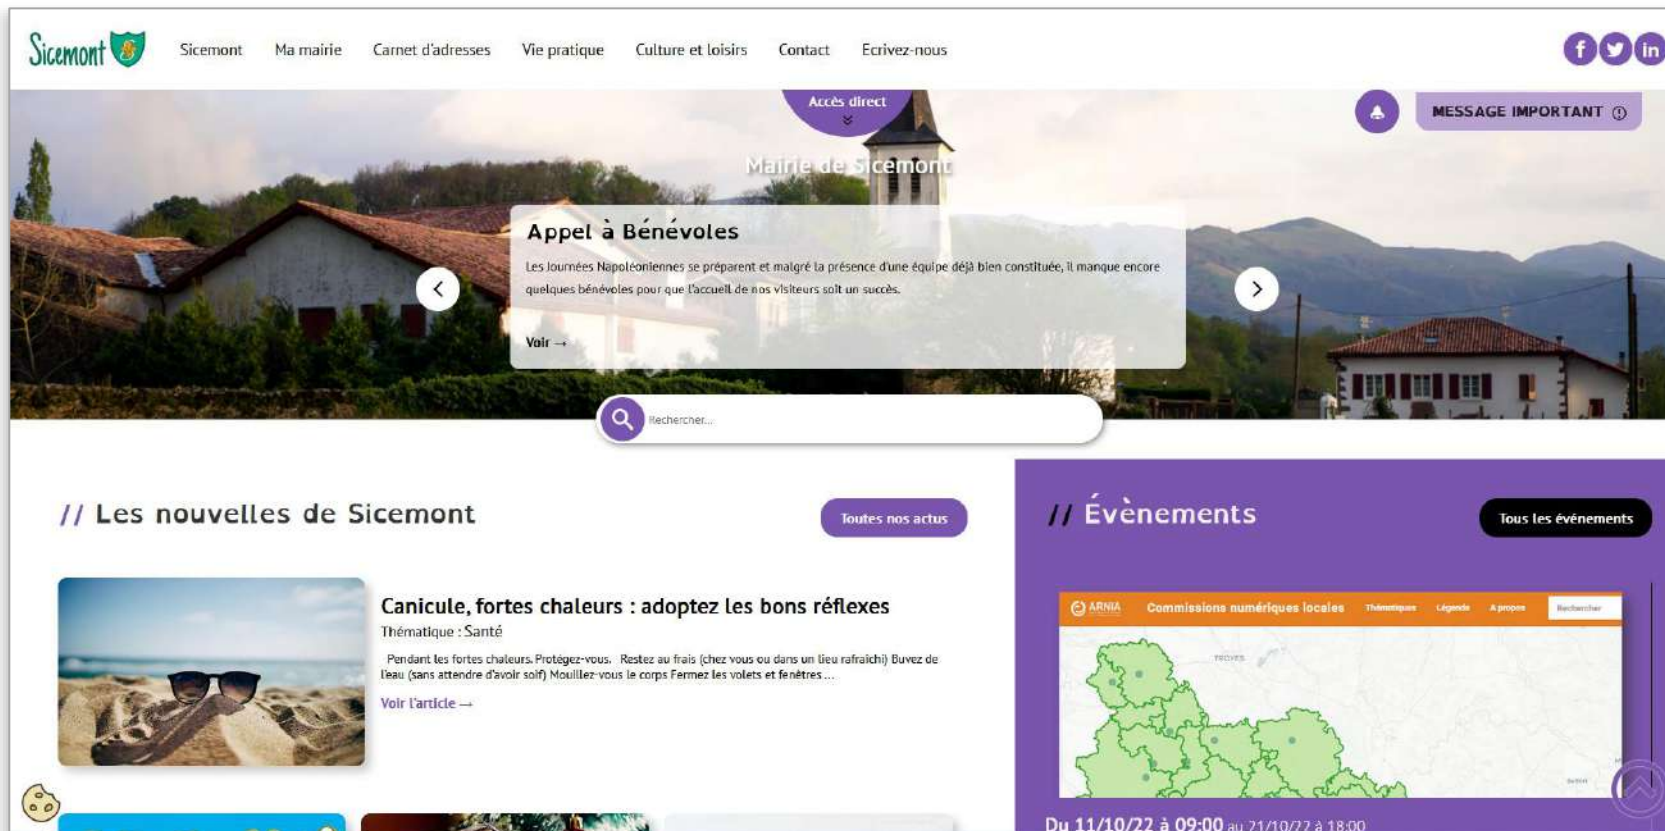 Sicemont
Sicemont Ma mairie Carnet d'adresses Vie pratique Culture et loisirs Contact Ecrivez-nous
Accès direct
MESSAGE IMPORTANT
Mairie de Sicemont
Appel à Bénévoles
Les Journées Napoléoniennes se préparent et malgré la présence d'une équipe déjà bien constituée, il manque encore
quelques bénévoles pour que l'accueil de nos visiteurs soit un succès.
Voir →
Rechercher...
// Les nouvelles de Sicemont
Toutes nos actus
Canicule, fortes chaleurs : adoptez les bons réflexes
Thématique : Santé
Pendant les fortes chaleurs. Protégez-vous. Restez au frais (chez vous ou dans un lieu rafraîchi) Buvez de
l'eau (sans attendre d'avoir soif) Mouillez-vous le corps Fermez les volets et fenêtres ...
Voir l'article →
// Évènements
Tous les événements
ARNIA Commissions numériques locales Thématiques Légende A propos Rechercher
TROYES
Du 11/10/22 à 09:00 au 21/10/22 à 18:00